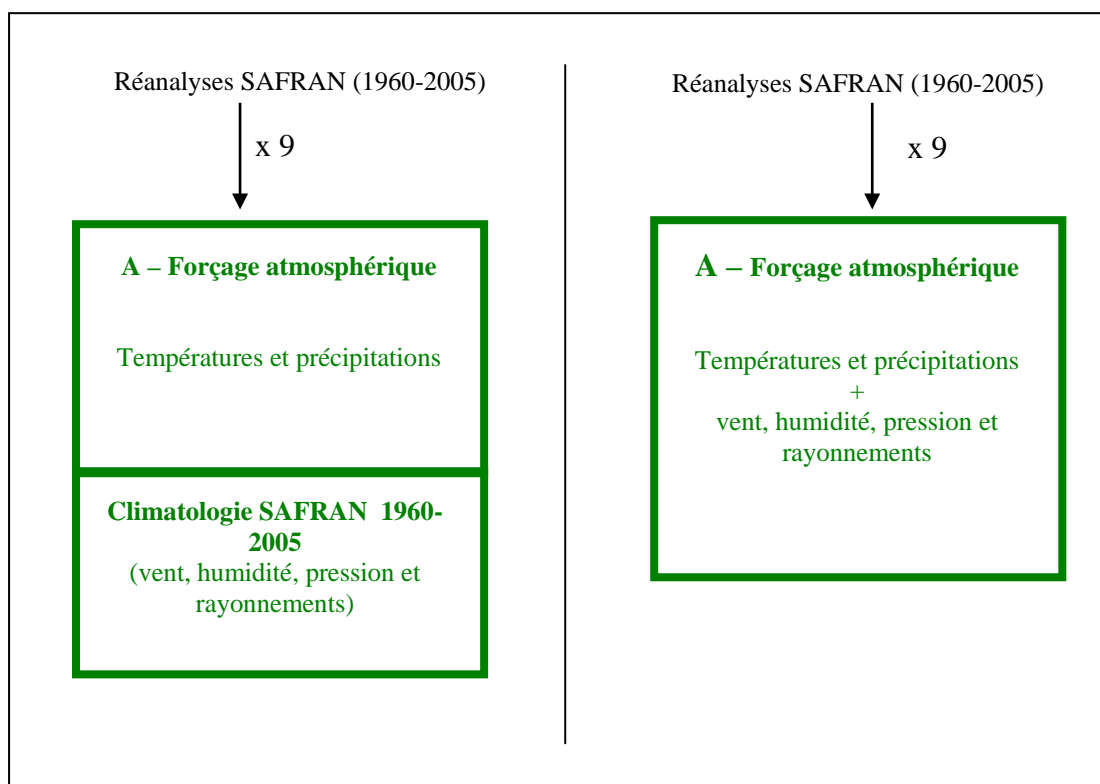 Réanalyses SAFRAN (1960-2005)
x 9
A – Forçage atmosphérique
Températures et précipitations
Climatologie SAFRAN 1960-
2005
(vent, humidité, pression et
rayonnements)
Réanalyses SAFRAN (1960-2005)
x 9
A – Forçage atmosphérique
Températures et précipitations
+
vent, humidité, pression et
rayonnements